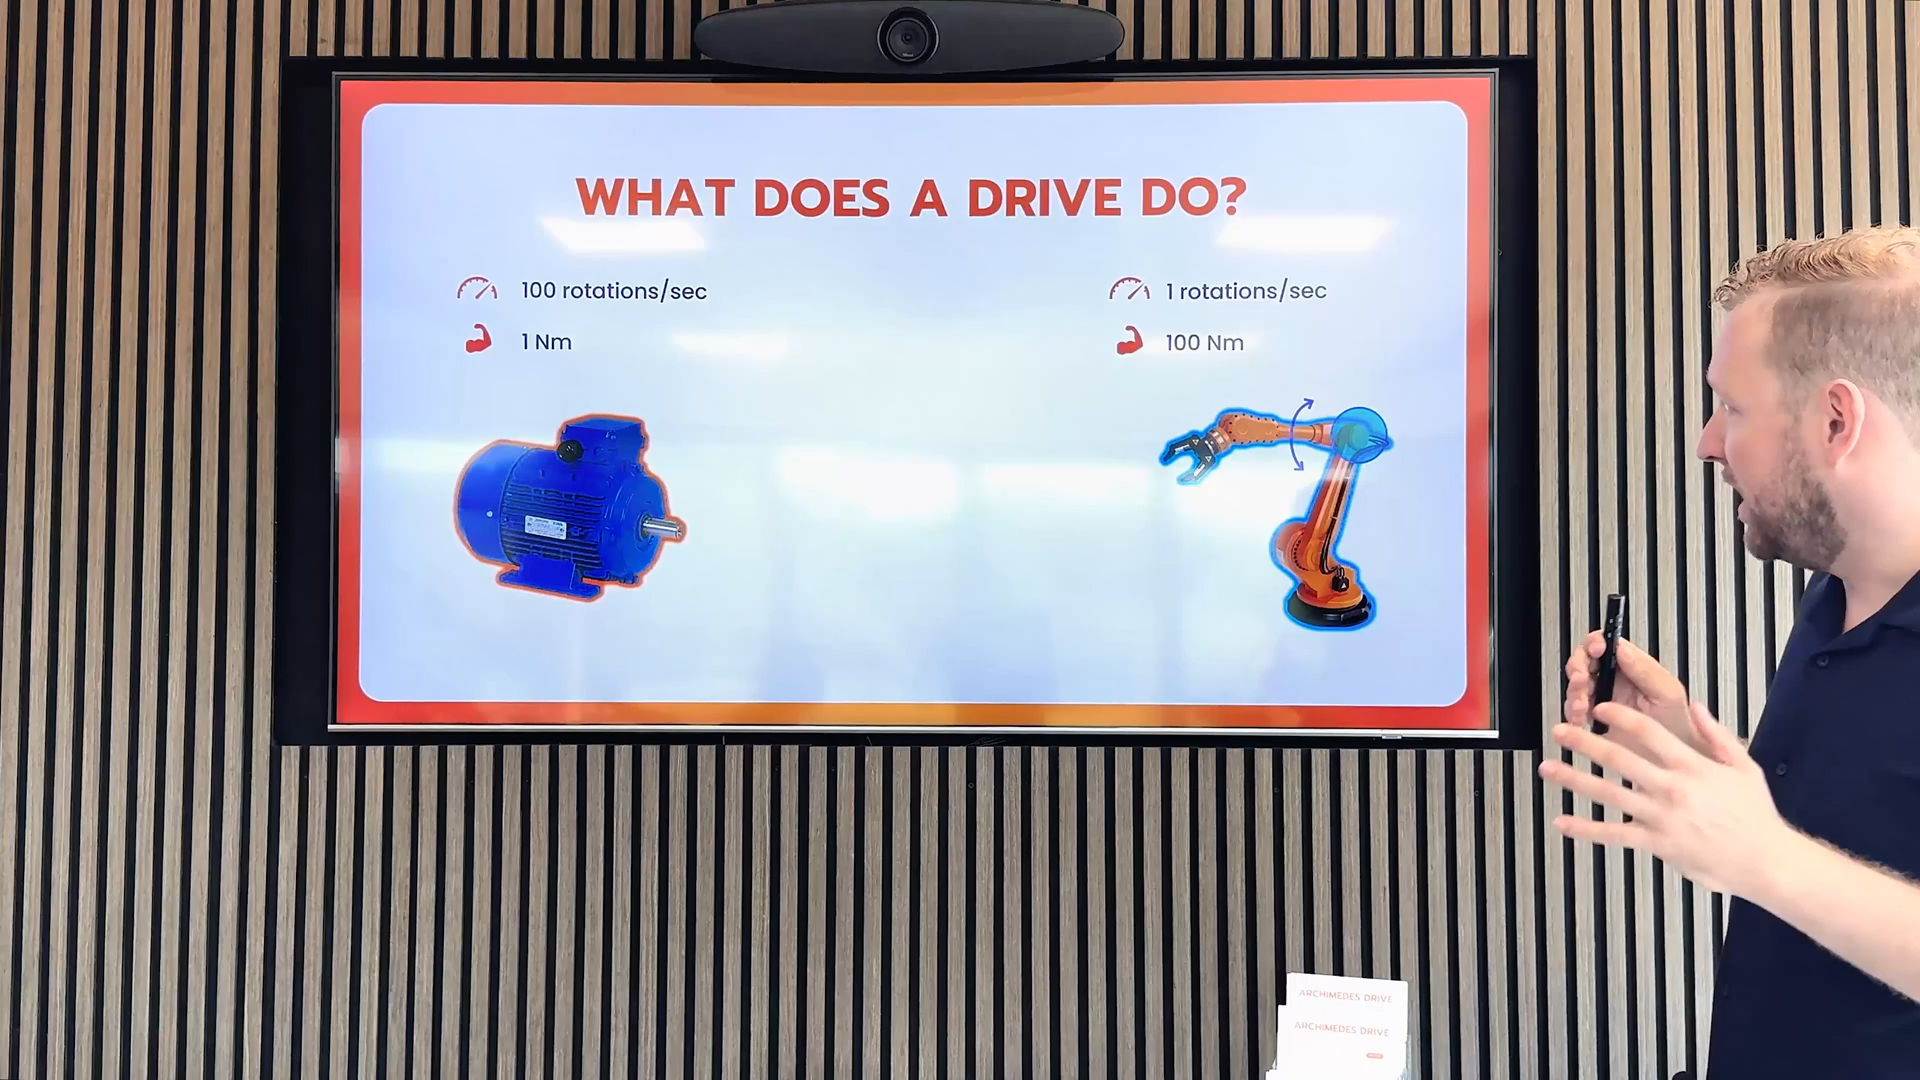 WHAT DOES A DRIVE DO?
100 rotations/sec
1 Nm
1 rotations/sec
100 Nm
ARCHIMEDES DRIVE
ARCHIMEDES DRIVE